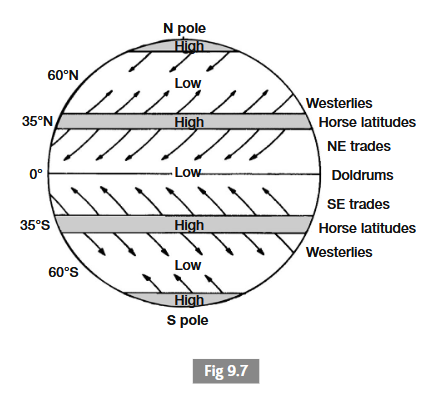 N pole
High
60°N
Low
Westerlies
35°N High Horse latitudes
NE trades
0° Low Doldrums
SE trades
35°S High Horse latitudes
Westerlies
Low
60°S
High
S pole
Fig 9.7